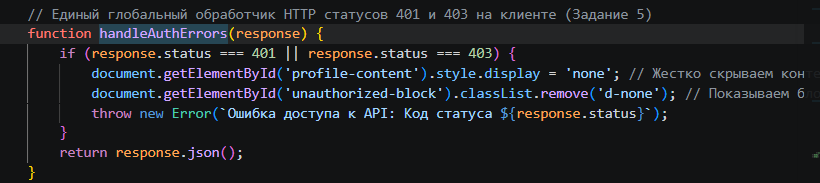 // Единый глобальный обработчик HTTP статусов 401 и 403 на клиенте (Задание 5)
function handleAuthErrors(response) {
if (response.status === 401 || response.status === 403) {
document.getElementById('profile-content').style.display = 'none'; // Жестко скрываем
document.getElementById('unauthorized-block').classList.remove('d-none'); // Показываем
throw new Error(`Ошибка доступа к API: Код статуса ${response.status}`);
}
return response.json();
}